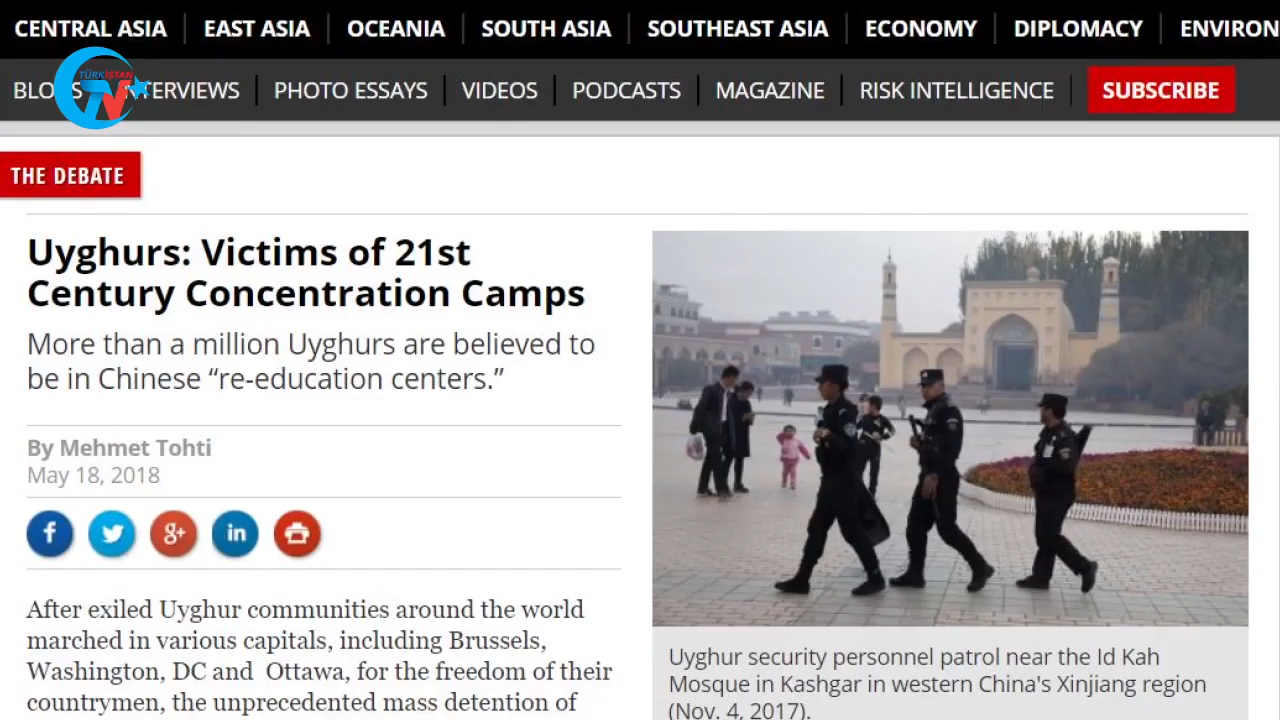 CENTRAL ASIA EAST ASIA OCEANIA SOUTH ASIA SOUTHEAST ASIA ECONOMY DIPLOMACY ENVIRON
TÜRKİSTAN
TV
INTERVIEWS PHOTO ESSAYS VIDEOS PODCASTS MAGAZINE RISK INTELLIGENCE SUBSCRIBE
THE DEBATE
Uyghurs: Victims of 21st
Century Concentration Camps
More than a million Uyghurs are believed to
be in Chinese “re-education centers.”
By Mehmet Tohti
May 18, 2018
f g+ in
After exiled Uyghur communities around the world
marched in various capitals, including Brussels,
Washington, DC and Ottawa, for the freedom of their
countrymen, the unprecedented mass detention of
Uyghur security personnel patrol near the Id Kah
Mosque in Kashgar in western China's Xinjiang region
(Nov. 4, 2017).